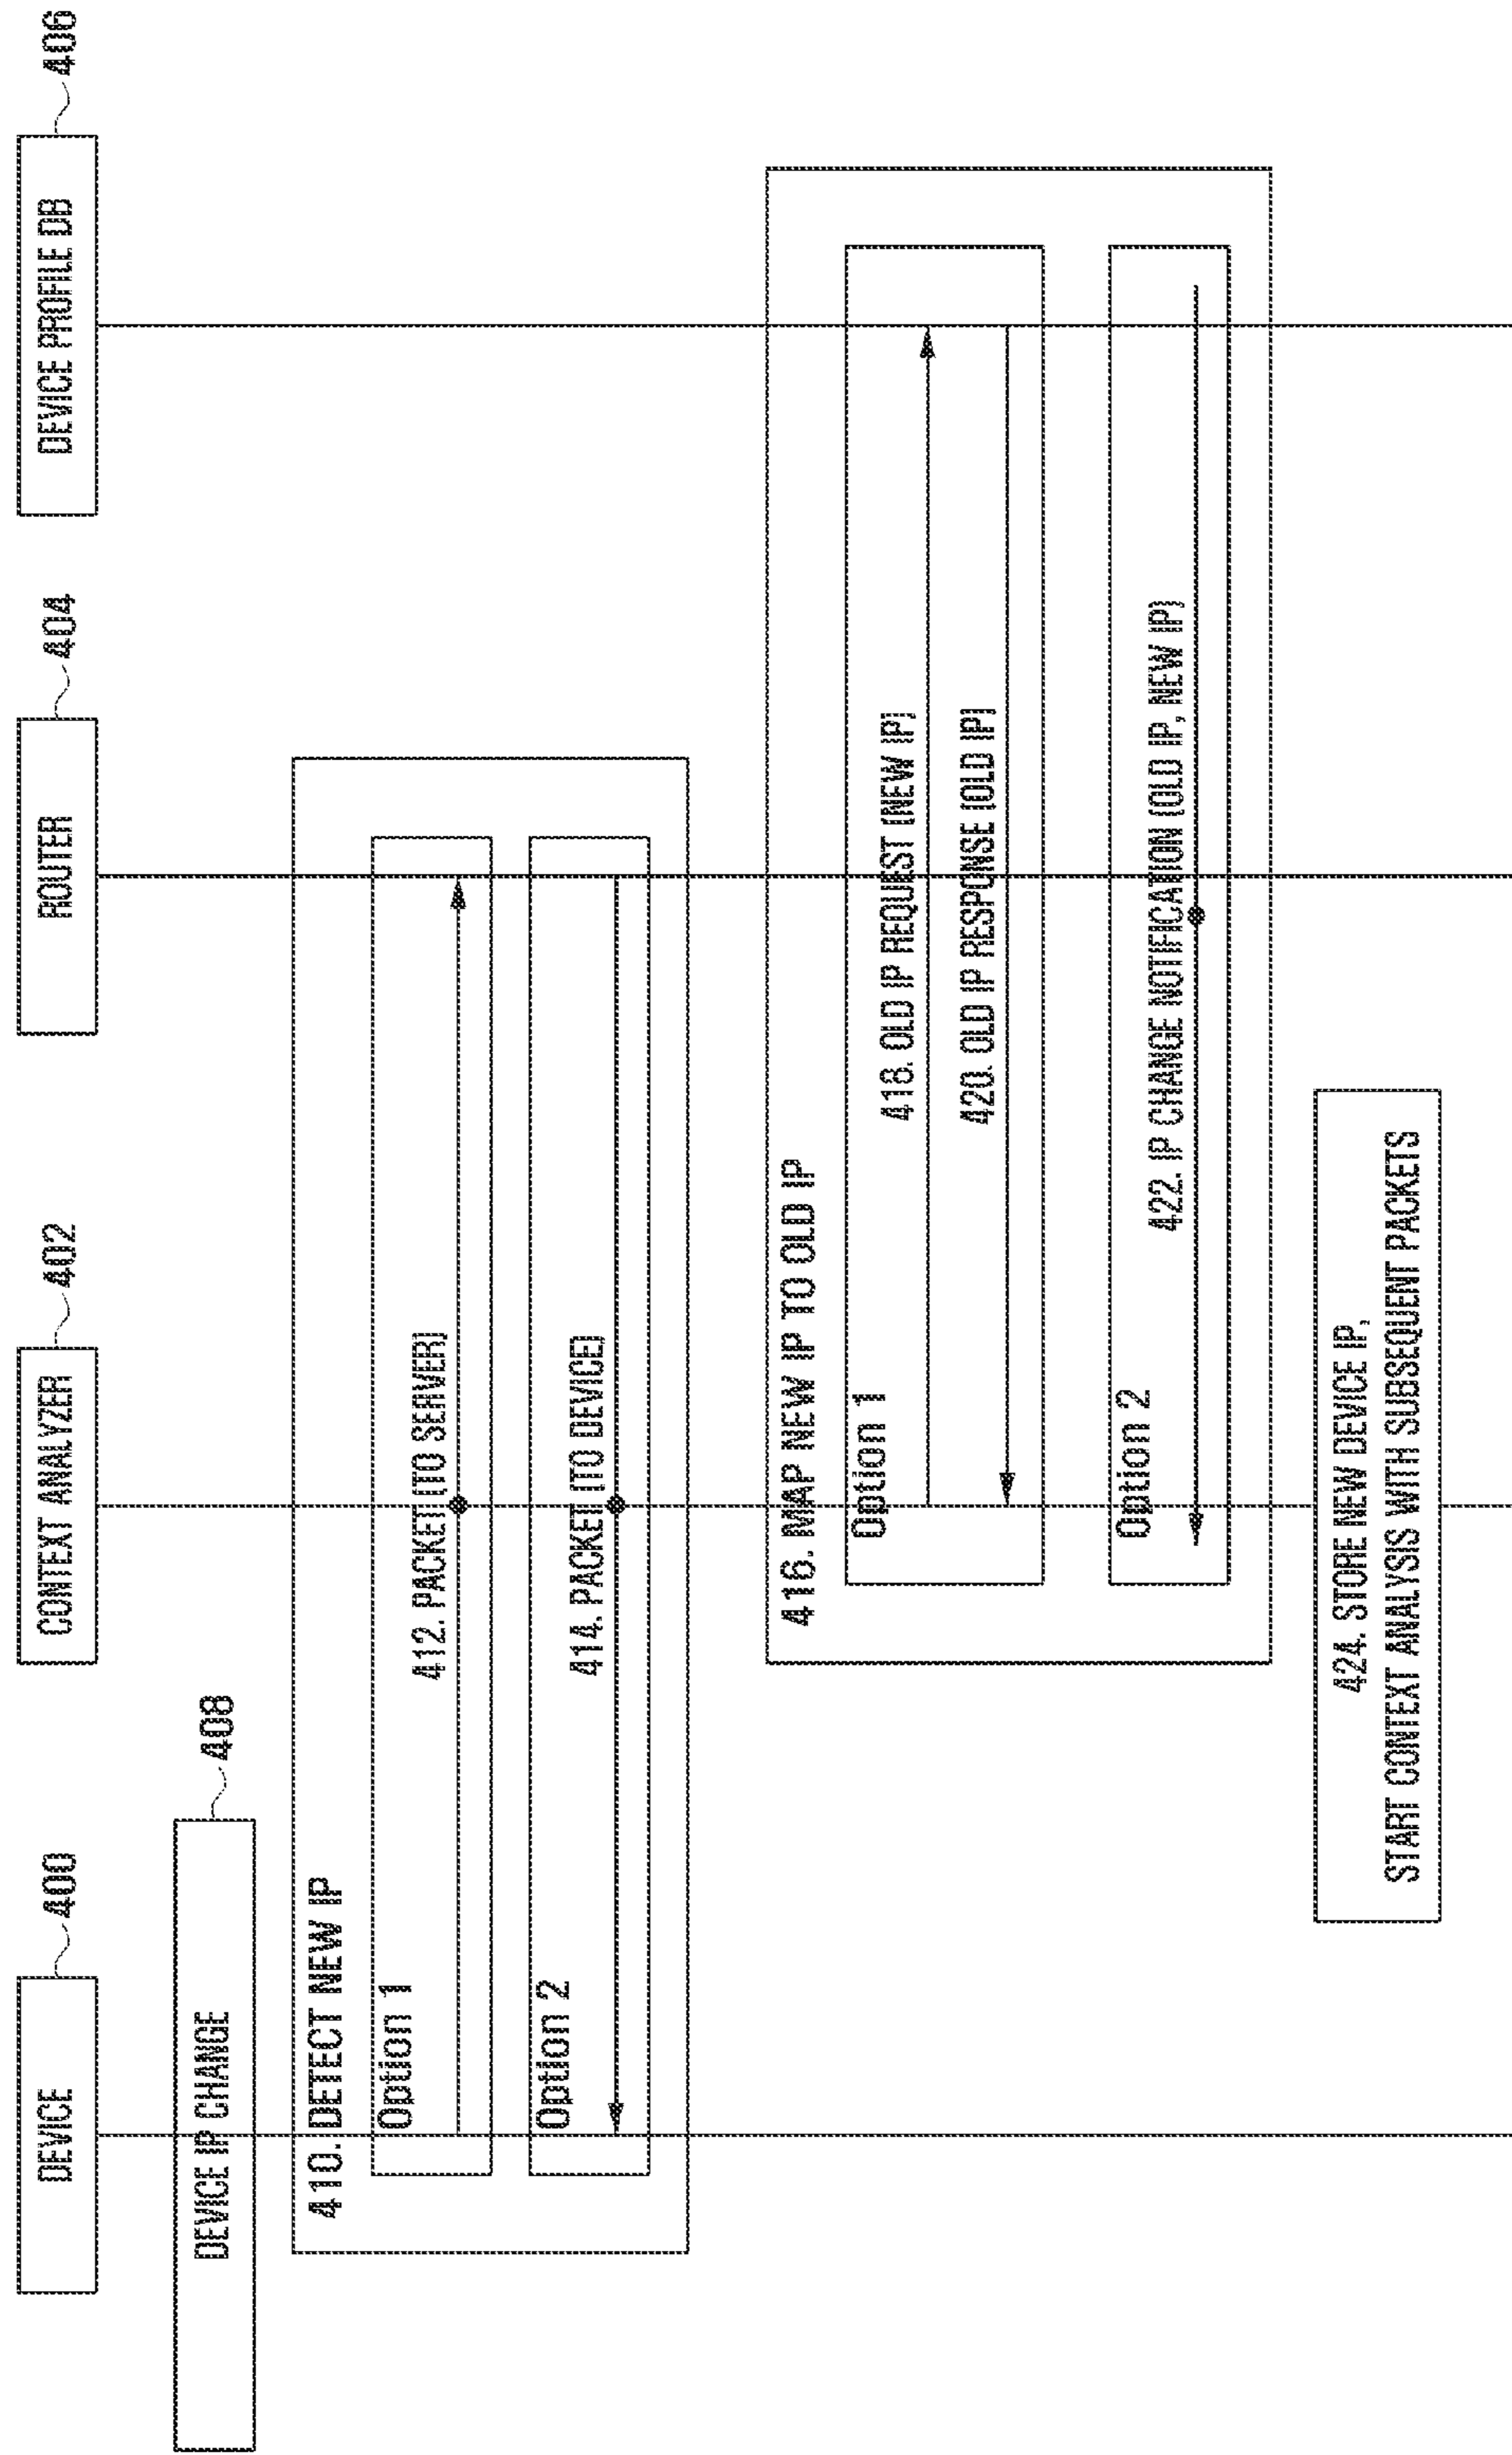 DEVICE
400
CONTEXT ANALYZER
402
ROUTER
404
DEVICE PROFILE DB
406
DEVICE IP CHANGE
408
410. DETECT NEW IP
Option 1
412. PACKET (TO SERVER)
Option 2
414. PACKET (TO DEVICE)
416. MAP NEW IP TO OLD IP
Option 1
418. OLD IP REQUEST (NEW IP)
420. OLD IP RESPONSE (OLD IP)
Option 2
422. IP CHANGE NOTIFICATION (OLD IP, NEW IP)
424. STORE NEW DEVICE IP,
START CONTEXT ANALYSIS WITH SUBSEQUENT PACKETS